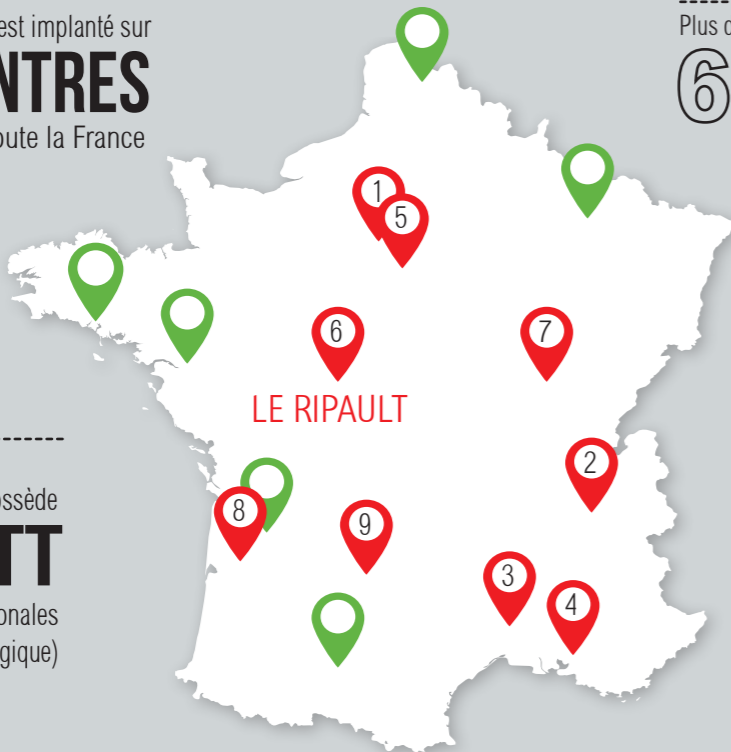 est implanté sur
NTRES
oute la France
Plus d
6
1
5
6
7
LE RIPAULT
2
ossède
8
9
TT
3
4
onales
gique)